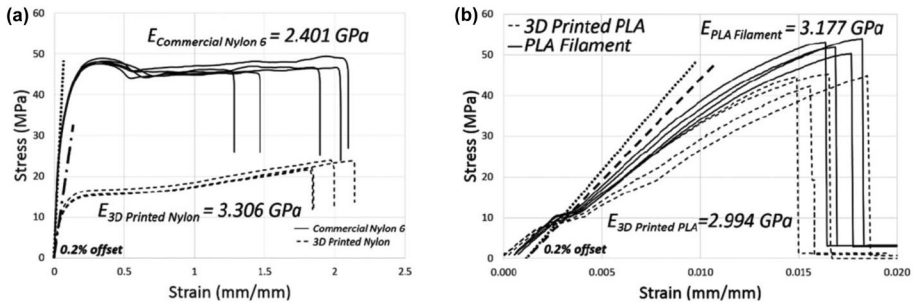 (a)
60
50
40
30
20
10
0
Stress (MPa)
E Commercial Nylon 6 = 2.401 GPa
E 3D Printed Nylon = 3.306 GPa
Commercial Nylon 6
3D Printed Nylon
0.2% offset
0 0.5 1 1.5 2 2.5
Strain (mm/mm)
(b)
60
50
40
30
20
10
0
Stress (MPa)
3D Printed PLA
PLA Filament
E PLA Filament = 3.177 GPa
E 3D Printed PLA =2.994 GPa
0.2% offset
0.000 0.005 0.010 0.015 0.020
Strain (mm/mm)